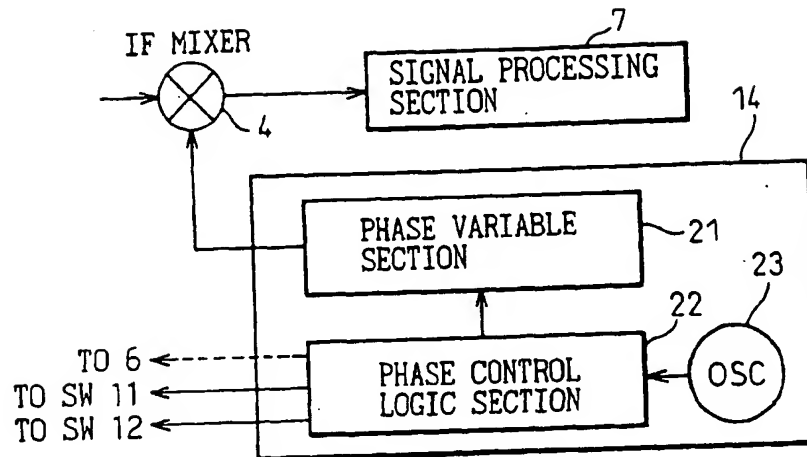 IF MIXER
7
SIGNAL PROCESSING
SECTION
4
14
PHASE VARIABLE
SECTION
21
23
22
TO 6
PHASE CONTROL
LOGIC SECTION
OSC
TO SW 11
TO SW 12